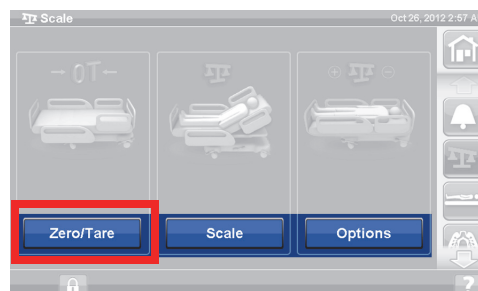 Scale
Oct 26, 2012 2:57 A
→0T←
Zero/Tare
Scale
Options
?